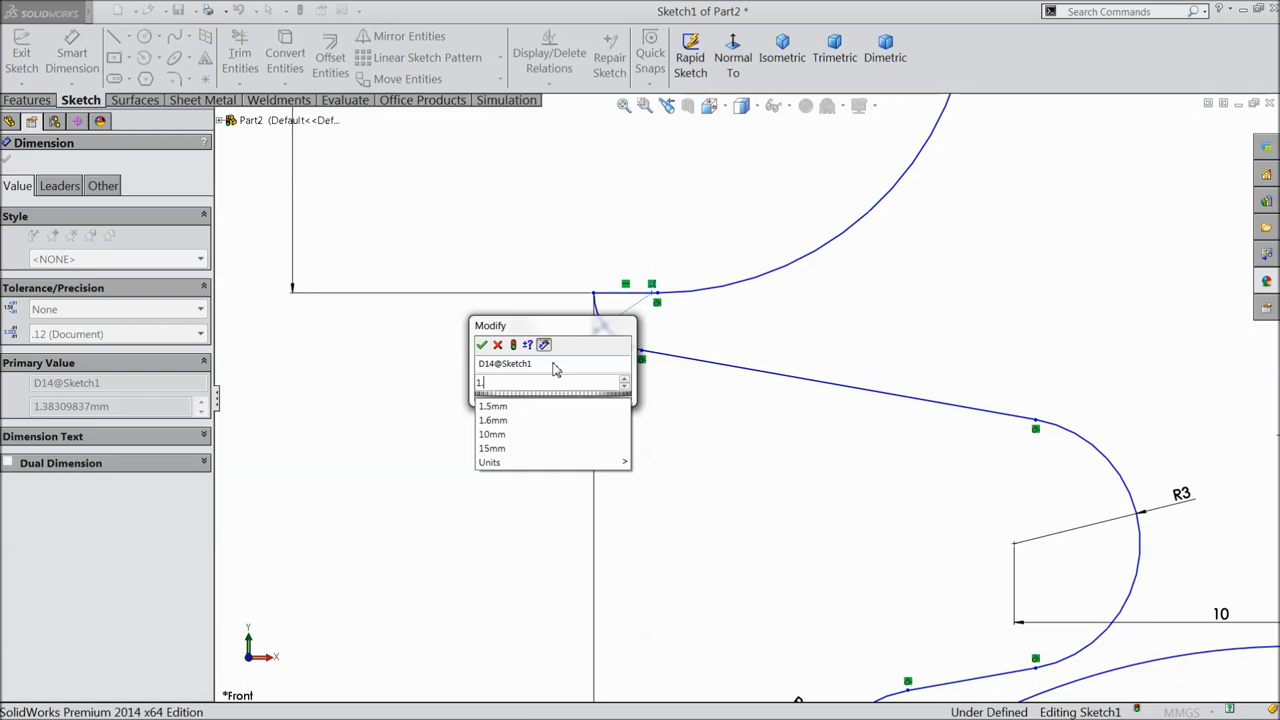 SOLIDWORKS
Sketch1 of Part2 *
Search Commands
Exit Sketch
Smart Dimension
Trim Entities
Convert Entities
Offset Entities
Mirror Entities
Linear Sketch Pattern
Move Entities
Display/Delete Relations
Repair Sketch
Quick Snaps
Rapid Sketch
Normal To
Isometric
Trimetric
Dimetric
Features
Sketch
Surfaces
Sheet Metal
Weldments
Evaluate
Office Products
Simulation
Part2 (Default<<Def...
Dimension
?
Value
Leaders
Other
Style
<NONE>
Tolerance/Precision
None
.12 (Document)
Primary Value
D14@Sketch1
1.38309837mm
Dimension Text
Dual Dimension
Modify
D14@Sketch1
1.
1.5mm
1.6mm
10mm
15mm
Units
R3
10
Y
X
*Front
SolidWorks Premium 2014 x64 Edition
Under Defined
Editing Sketch1
MMGS